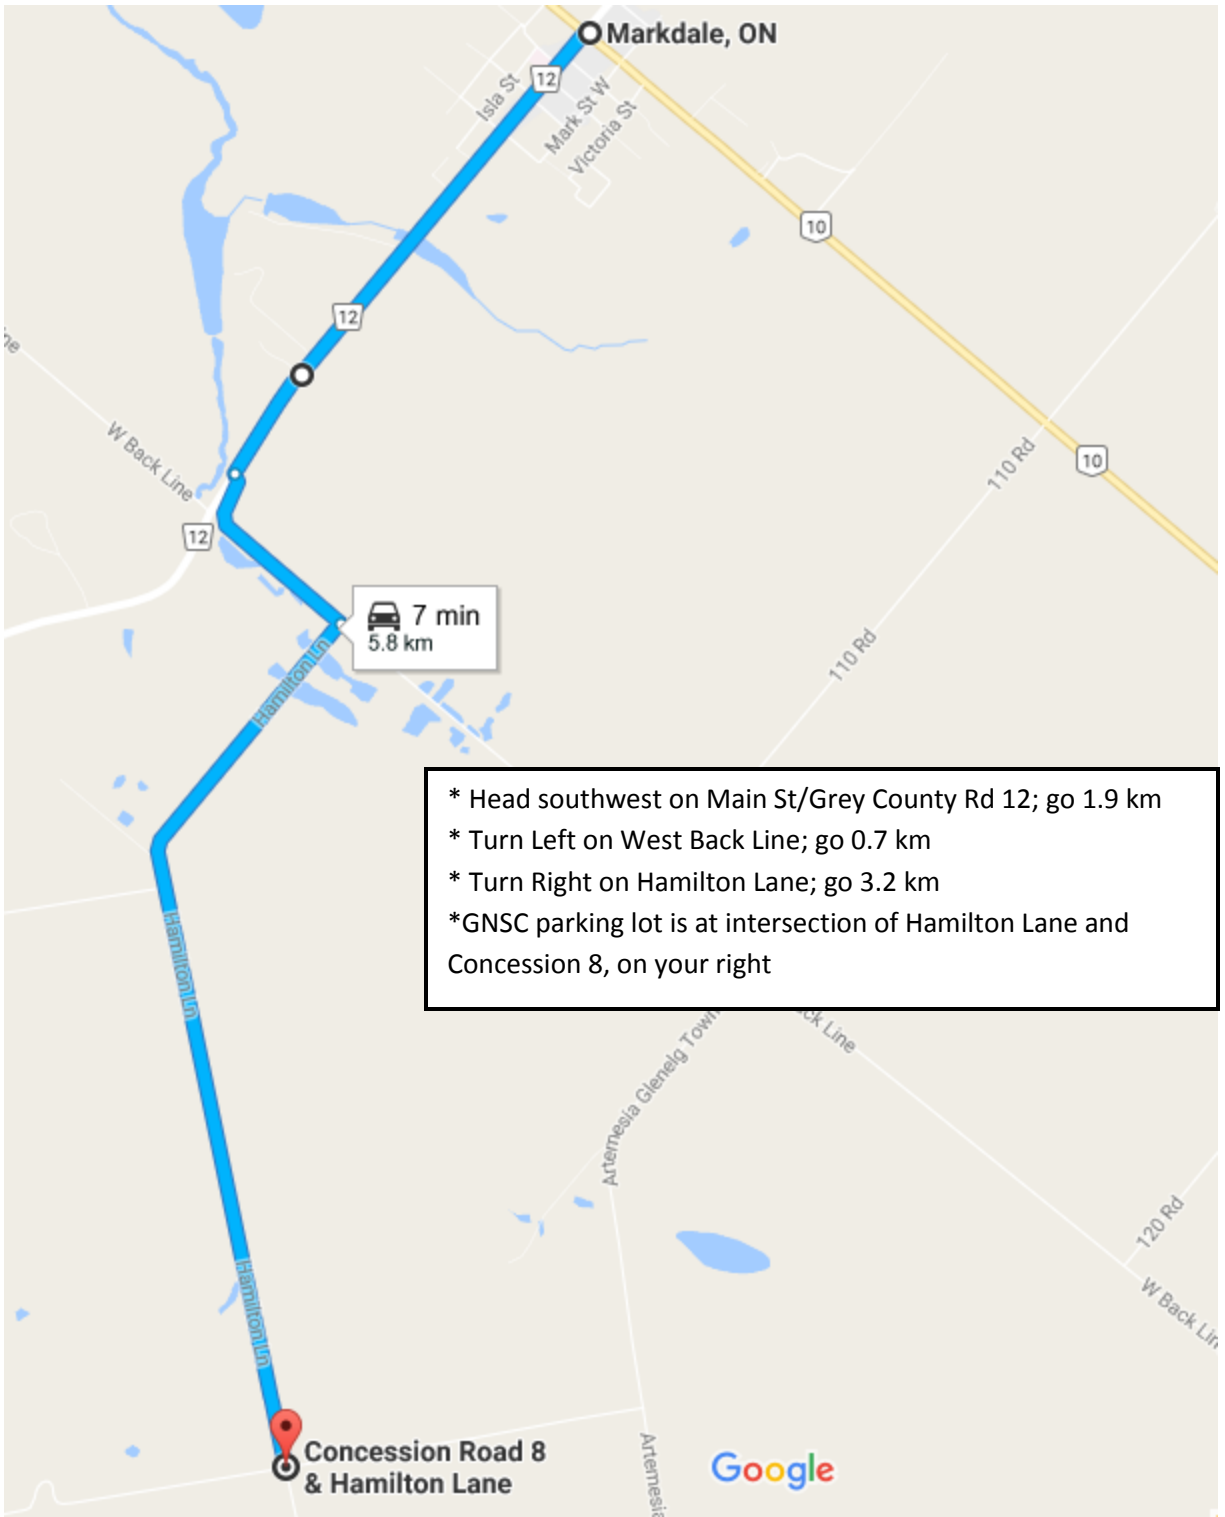 Markdale, ON
12
Isla St
Mark St W
Victoria St
10
12
W Back Line
110 Rd
10
12
7 min
5.8 km
110 Rd
Hamilton Ln
* Head southwest on Main St/Grey County Rd 12; go 1.9 km
* Turn Left on West Back Line; go 0.7 km
* Turn Right on Hamilton Lane; go 3.2 km
*GNSC parking lot is at intersection of Hamilton Lane and
Concession 8, on your right
Hamilton Ln
Artemesia Glenelg Town
Back Line
120 Rd
Hamilton Ln
W Back Lin
Concession Road 8
& Hamilton Lane
Artemesia
Google